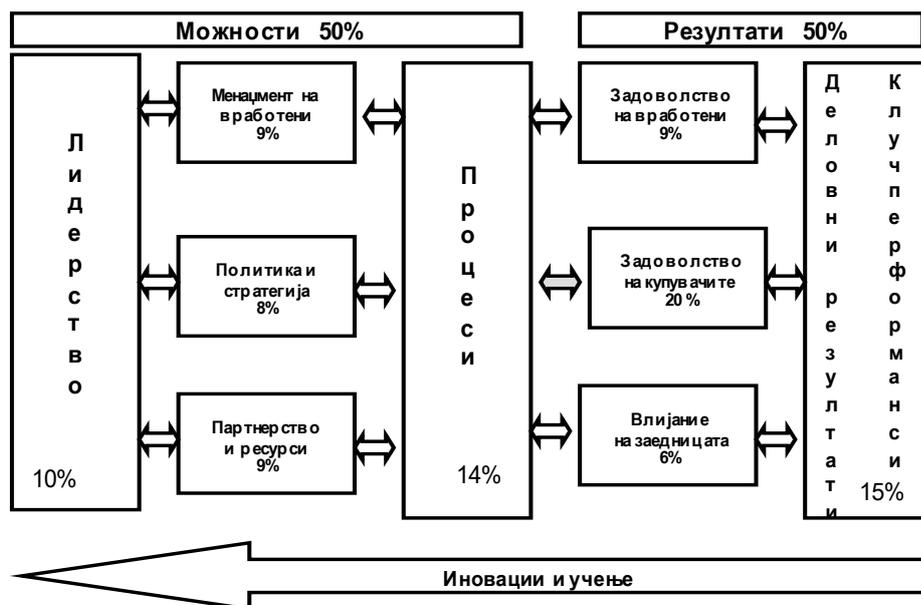 Можности 50%
Резултати 50%
Лидерство
10%
Менаџмент на
вработени
9%
Политика и
стратегија
8%
Партнерство
и ресурси
9%
Процеси
14%
Задоволство
на вработени
9%
Задоволство
на купувачите
20%
Влијание
на заедницата
6%
Деловни резултати
Клуч перформанси
15%
Иновации и учење